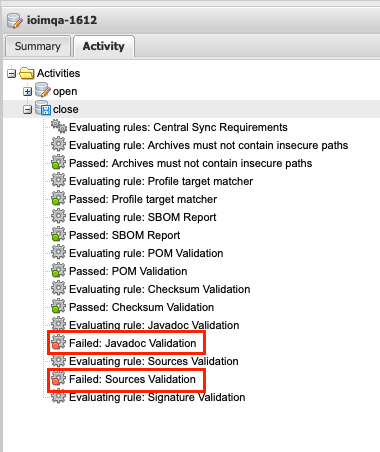 ioimqa-1612
Summary
Activity
Activities
open
close
Evaluating rules: Central Sync Requirements
Evaluating rule: Archives must not contain insecure paths
Passed: Archives must not contain insecure paths
Evaluating rule: Profile target matcher
Passed: Profile target matcher
Evaluating rule: SBOM Report
Passed: SBOM Report
Evaluating rule: POM Validation
Passed: POM Validation
Evaluating rule: Checksum Validation
Passed: Checksum Validation
Evaluating rule: Javadoc Validation
Failed: Javadoc Validation
Evaluating rule: Sources Validation
Failed: Sources Validation
Evaluating rule: Signature Validation